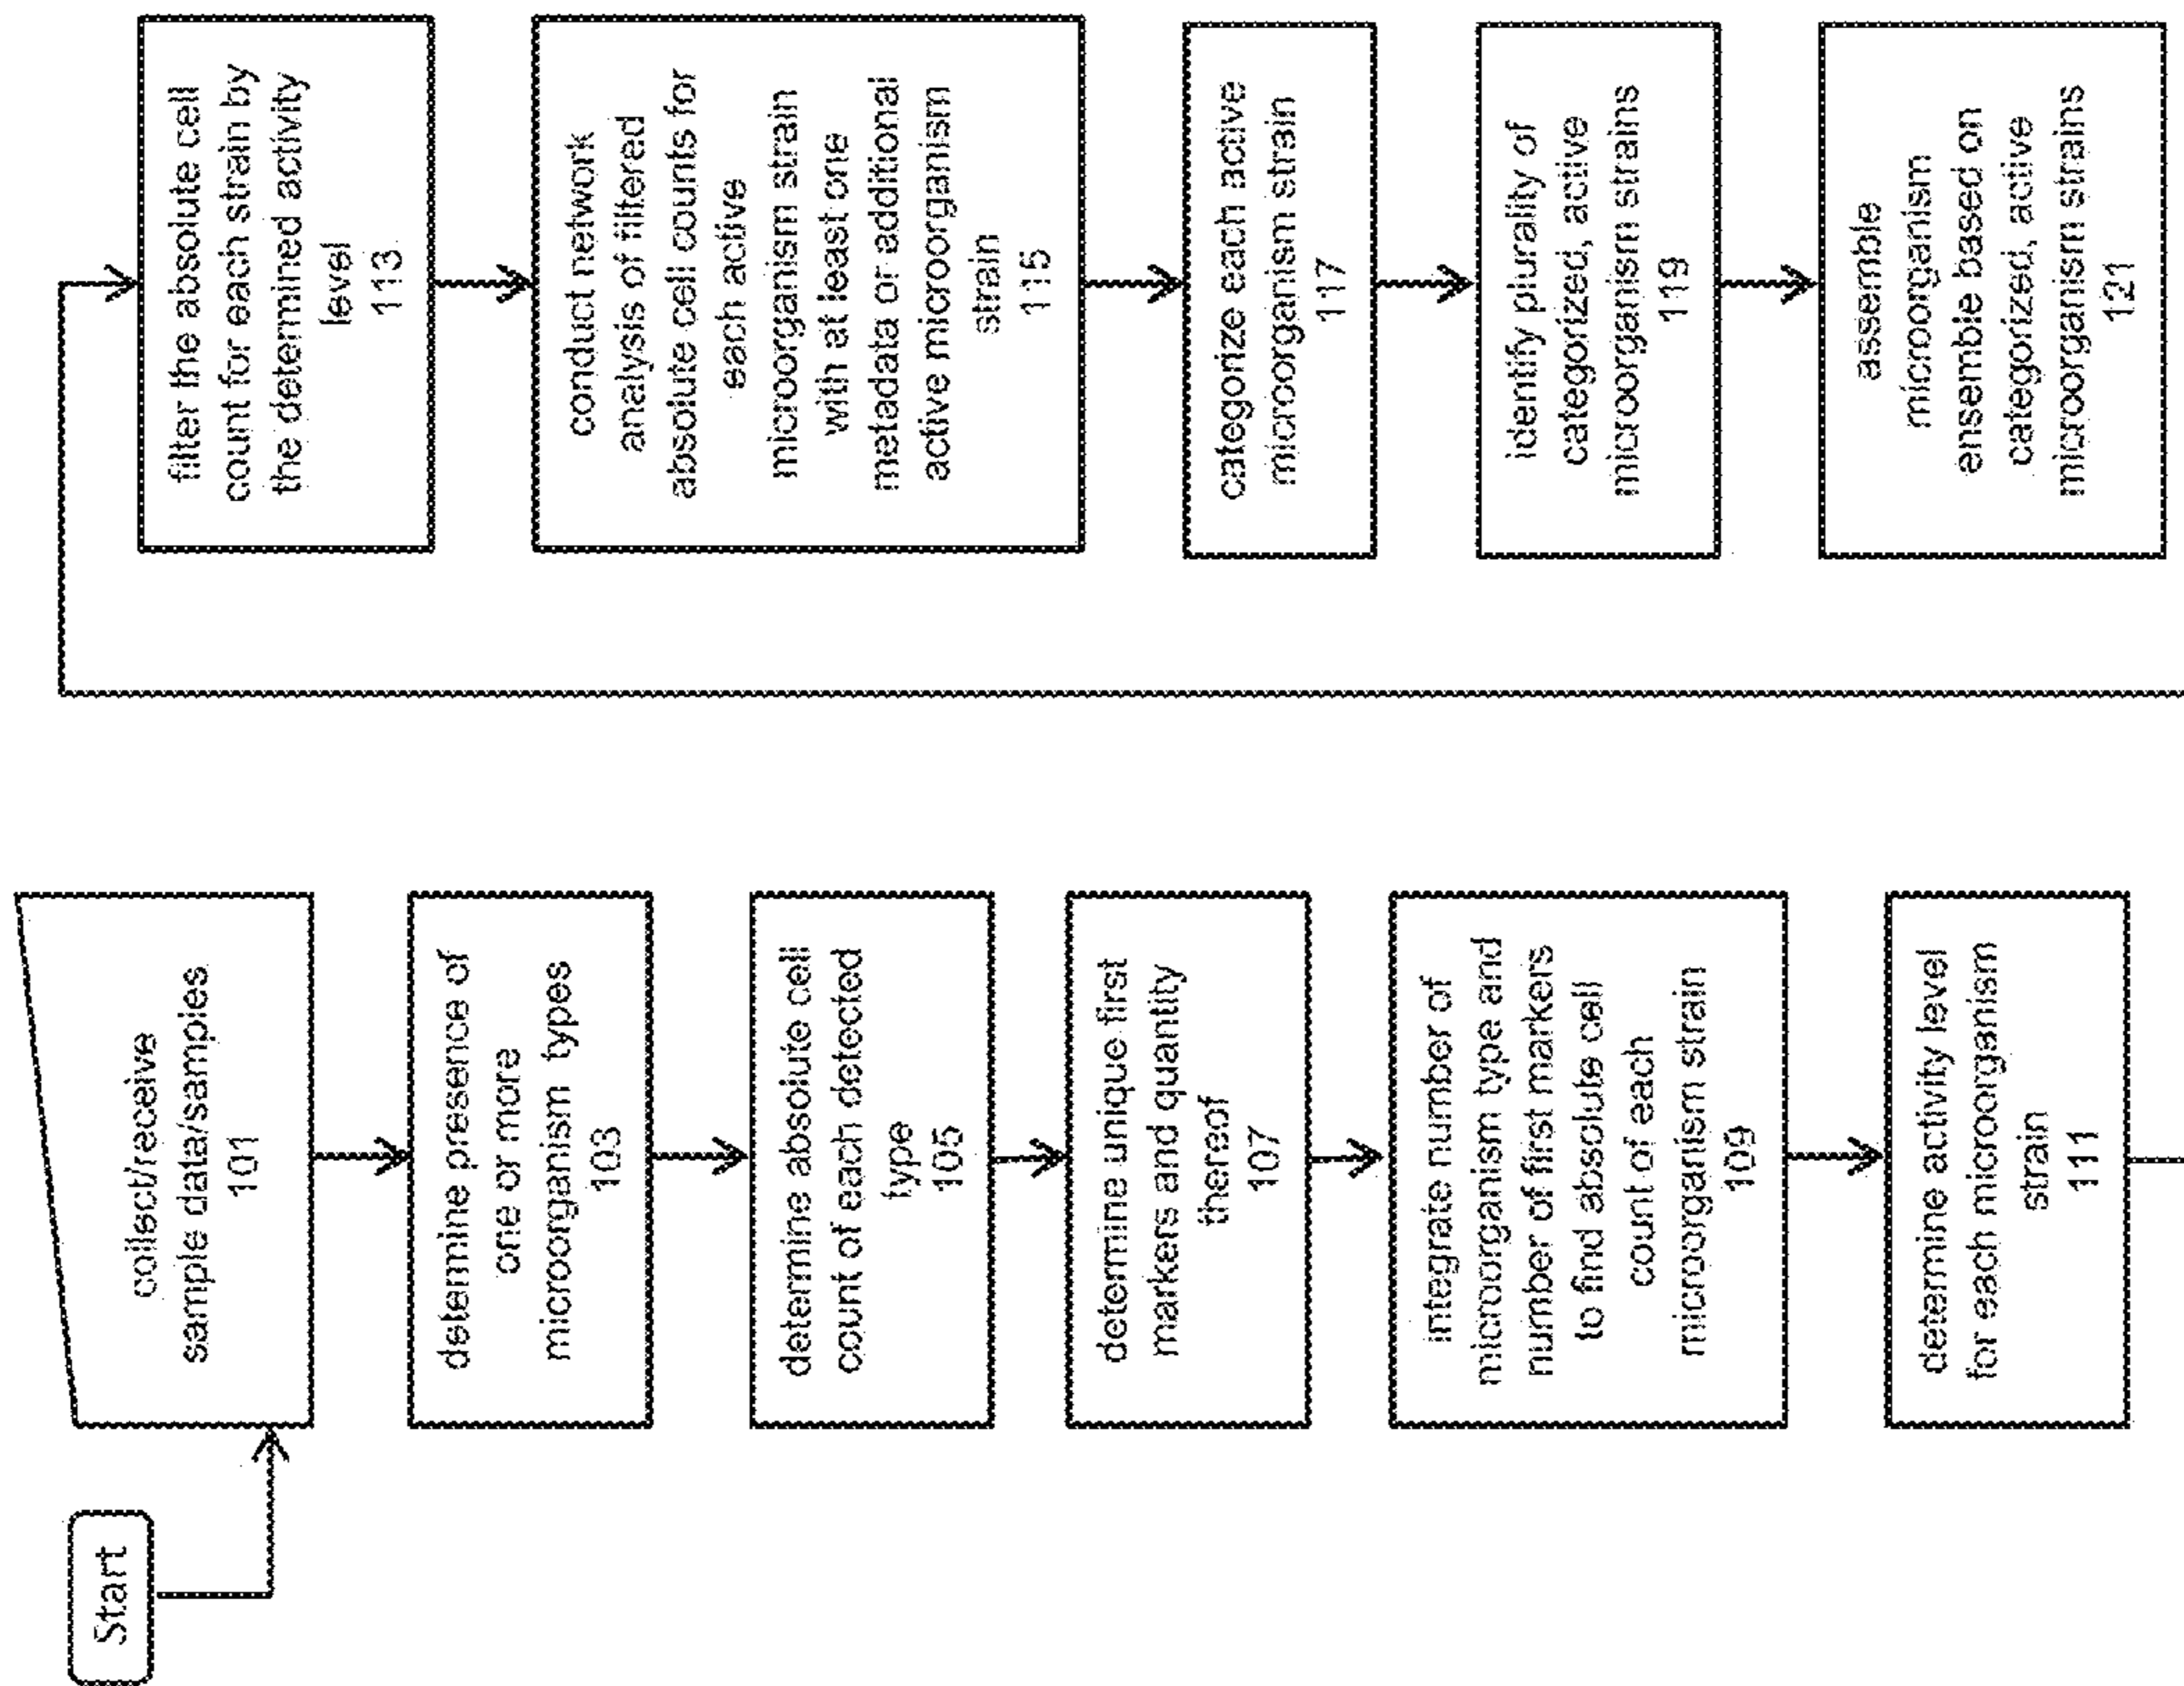 Start
collect/receive
sample data/samples
101
determine presence of
one or more
microorganism types
103
determine absolute cell
count of each detected
type
105
determine unique first
markers and quantity
thereof
107
integrate number of
microorganism type and
number of first markers
to find absolute cell
count of each
microorganism strain
109
determine activity level
for each microorganism
strain
111
filter the absolute cell
count for each strain by
the determined activity
level
113
conduct network
analysis of filtered
absolute cell counts for
each active
microorganism strain
with at least one
metadata or additional
active microorganism
strain
115
categorize each active
microorganism strain
117
identify plurality of
categorized, active
microorganism strains
119
assemble
microorganism
ensemble based on
categorized, active
microorganism strains
121